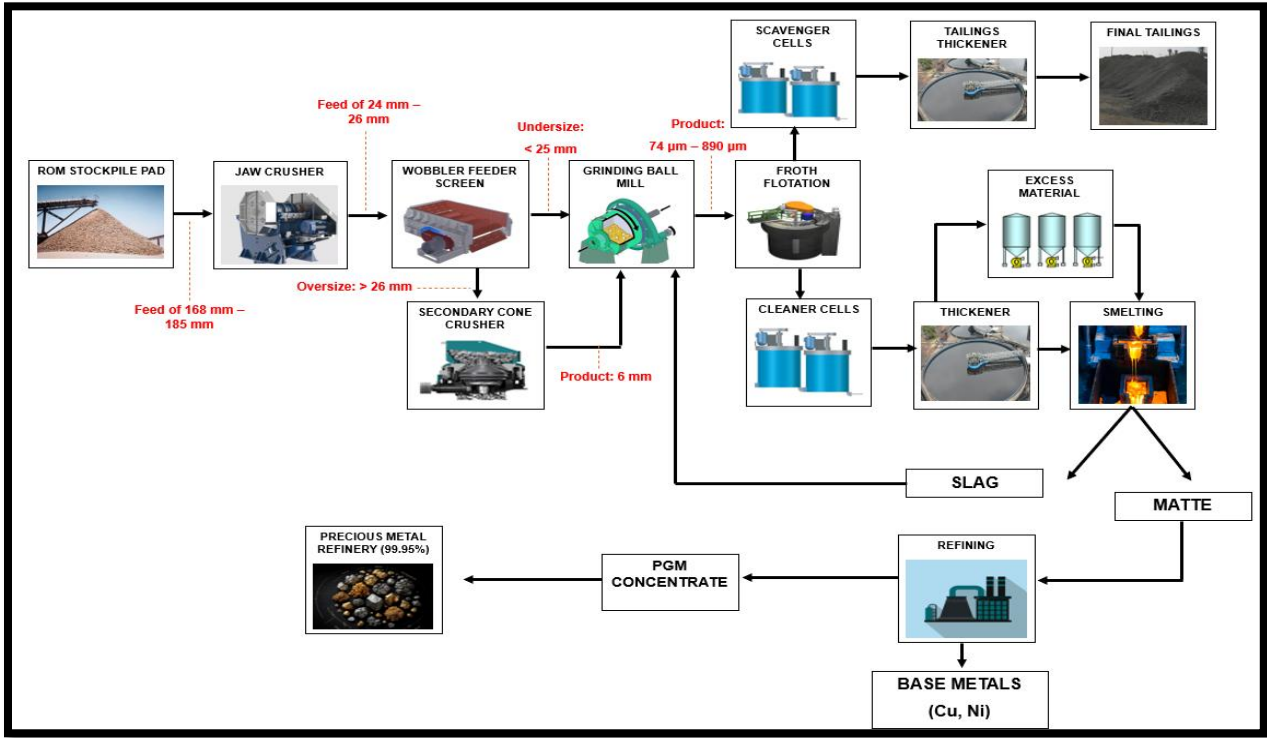 SCAVENGER
CELLS
TAILINGS
THICKENER
FINAL TAILINGS
Feed of 24 mm –
26 mm
Undersize:
< 25 mm
Product:
74 µm – 890 µm
ROM STOCKPILE PAD
JAW CRUSHER
WOBBLER FEEDER
SCREEN
GRINDING BALL
MILL
FROTH
FLOTATION
EXCESS
MATERIAL
Feed of 168 mm –
185 mm
Oversize: > 26 mm
SECONDARY CONE
CRUSHER
Product: 6 mm
CLEANER CELLS
THICKENER
SMELTING
SLAG
MATTE
PRECIOUS METAL
REFINERY (99.95%)
PGM
CONCENTRATE
REFINING
BASE METALS
(Cu, Ni)